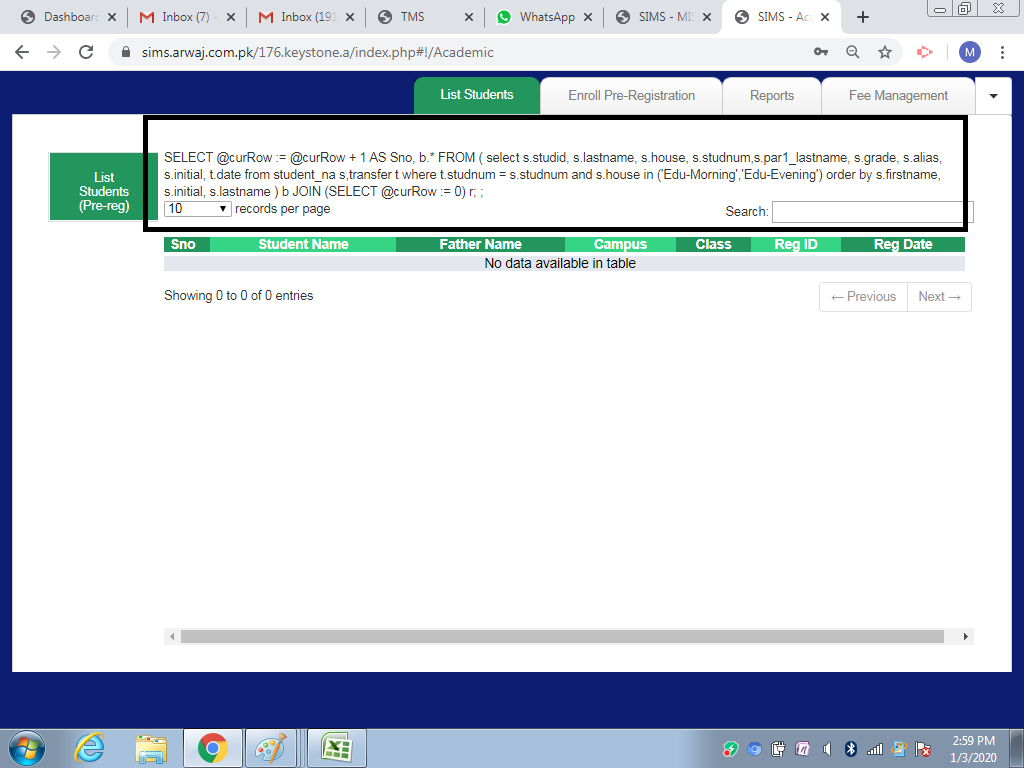 Dashboard
Inbox (7) -
Inbox (191
TMS
WhatsApp
SIMS - MIS
SIMS - Aca
sims.arwaj.com.pk/176.keystone.a/index.php#!/Academic
M
List Students
Enroll Pre-Registration
Reports
Fee Management
List
Students
(Pre-reg)
SELECT @curRow := @curRow + 1 AS Sno, b.* FROM ( select s.studid, s.lastname, s.house, s.studnum,s.par1_lastname, s.grade, s.alias,
s.initial, t.date from student_na s,transfer t where t.studnum = s.studnum and s.house in ('Edu-Morning','Edu-Evening') order by s.firstname,
s.initial, s.lastname ) b JOIN (SELECT @curRow := 0) r; ;
10 records per page
Search:
Sno Student Name Father Name Campus Class Reg ID Reg Date
No data available in table
Showing 0 to 0 of 0 entries
← Previous Next →
2:59 PM
1/3/2020